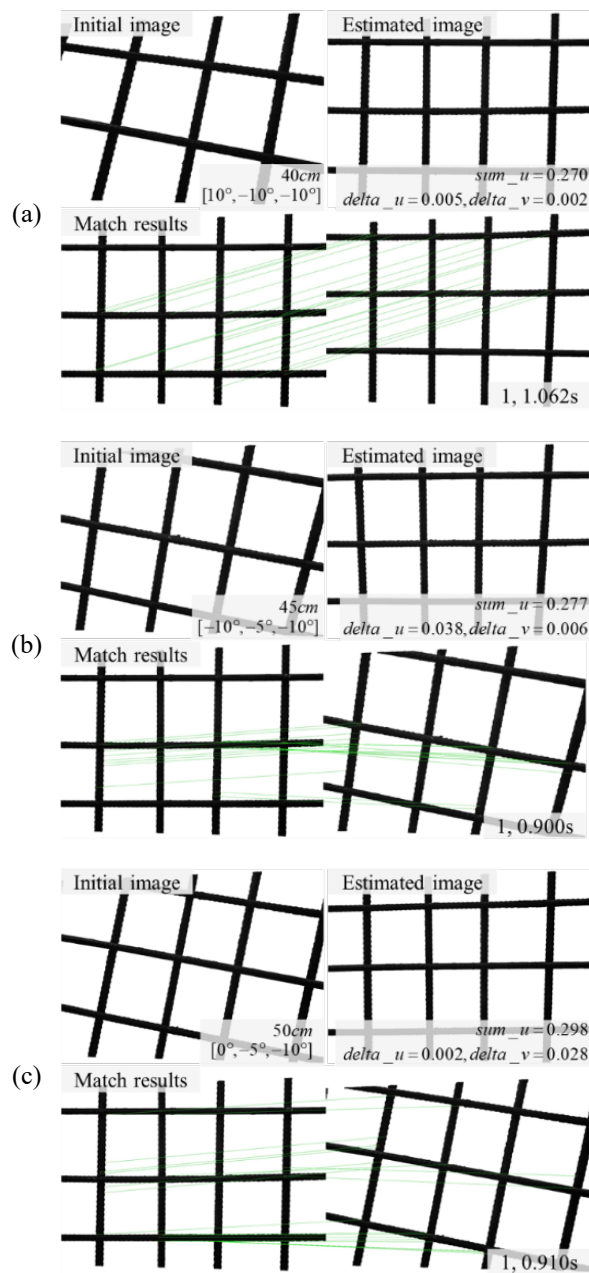 Initial image
Estimated image
40cm
[10°, −10°, −10°]
sum_u = 0.270
delta_u = 0.005, delta_v = 0.002
(a)
Match results
1, 1.062s
Initial image
Estimated image
45cm
[−10°, −5°, −10°]
sum_u = 0.277
delta_u = 0.038, delta_v = 0.006
(b)
Match results
1, 0.900s
Initial image
Estimated image
50cm
[0°, −5°, −10°]
sum_u = 0.298
delta_u = 0.002, delta_v = 0.028
(c)
Match results
1, 0.910s